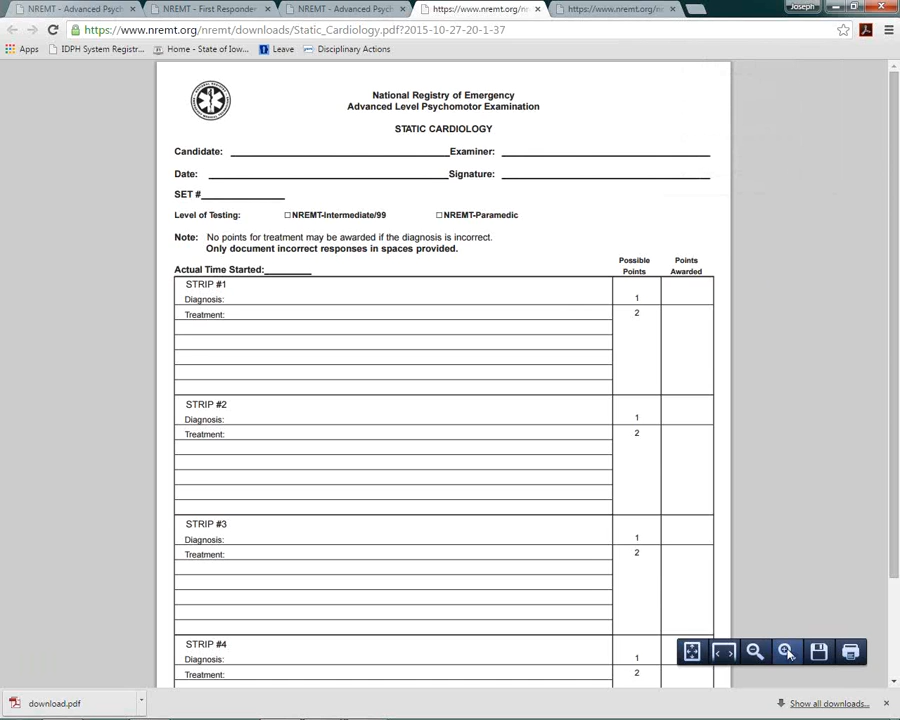 NREMT - Advanced Psych
NREMT - First Responder
NREMT - Advanced Psych
https://www.nremt.org/nr
https://www.nremt.org/nr
Joseph
https://www.nremt.org/nremt/downloads/Static_Cardiology.pdf?2015-10-27-20-1-37
Apps
IDPH System Registr...
Home - State of Iow...
Leave
Disciplinary Actions
National Registry of Emergency
Advanced Level Psychomotor Examination
STATIC CARDIOLOGY
Candidate: Examiner:
Date: Signature:
SET #
Level of Testing: NREMT-Intermediate/99 NREMT-Paramedic
Note: No points for treatment may be awarded if the diagnosis is incorrect.
Only document incorrect responses in spaces provided.
Actual Time Started:
Possible Points
Points Awarded
STRIP #1
Diagnosis: 1
Treatment: 2
STRIP #2
Diagnosis: 1
Treatment: 2
STRIP #3
Diagnosis: 1
Treatment: 2
STRIP #4
Diagnosis: 1
Treatment: 2
download.pdf
Show all downloads...